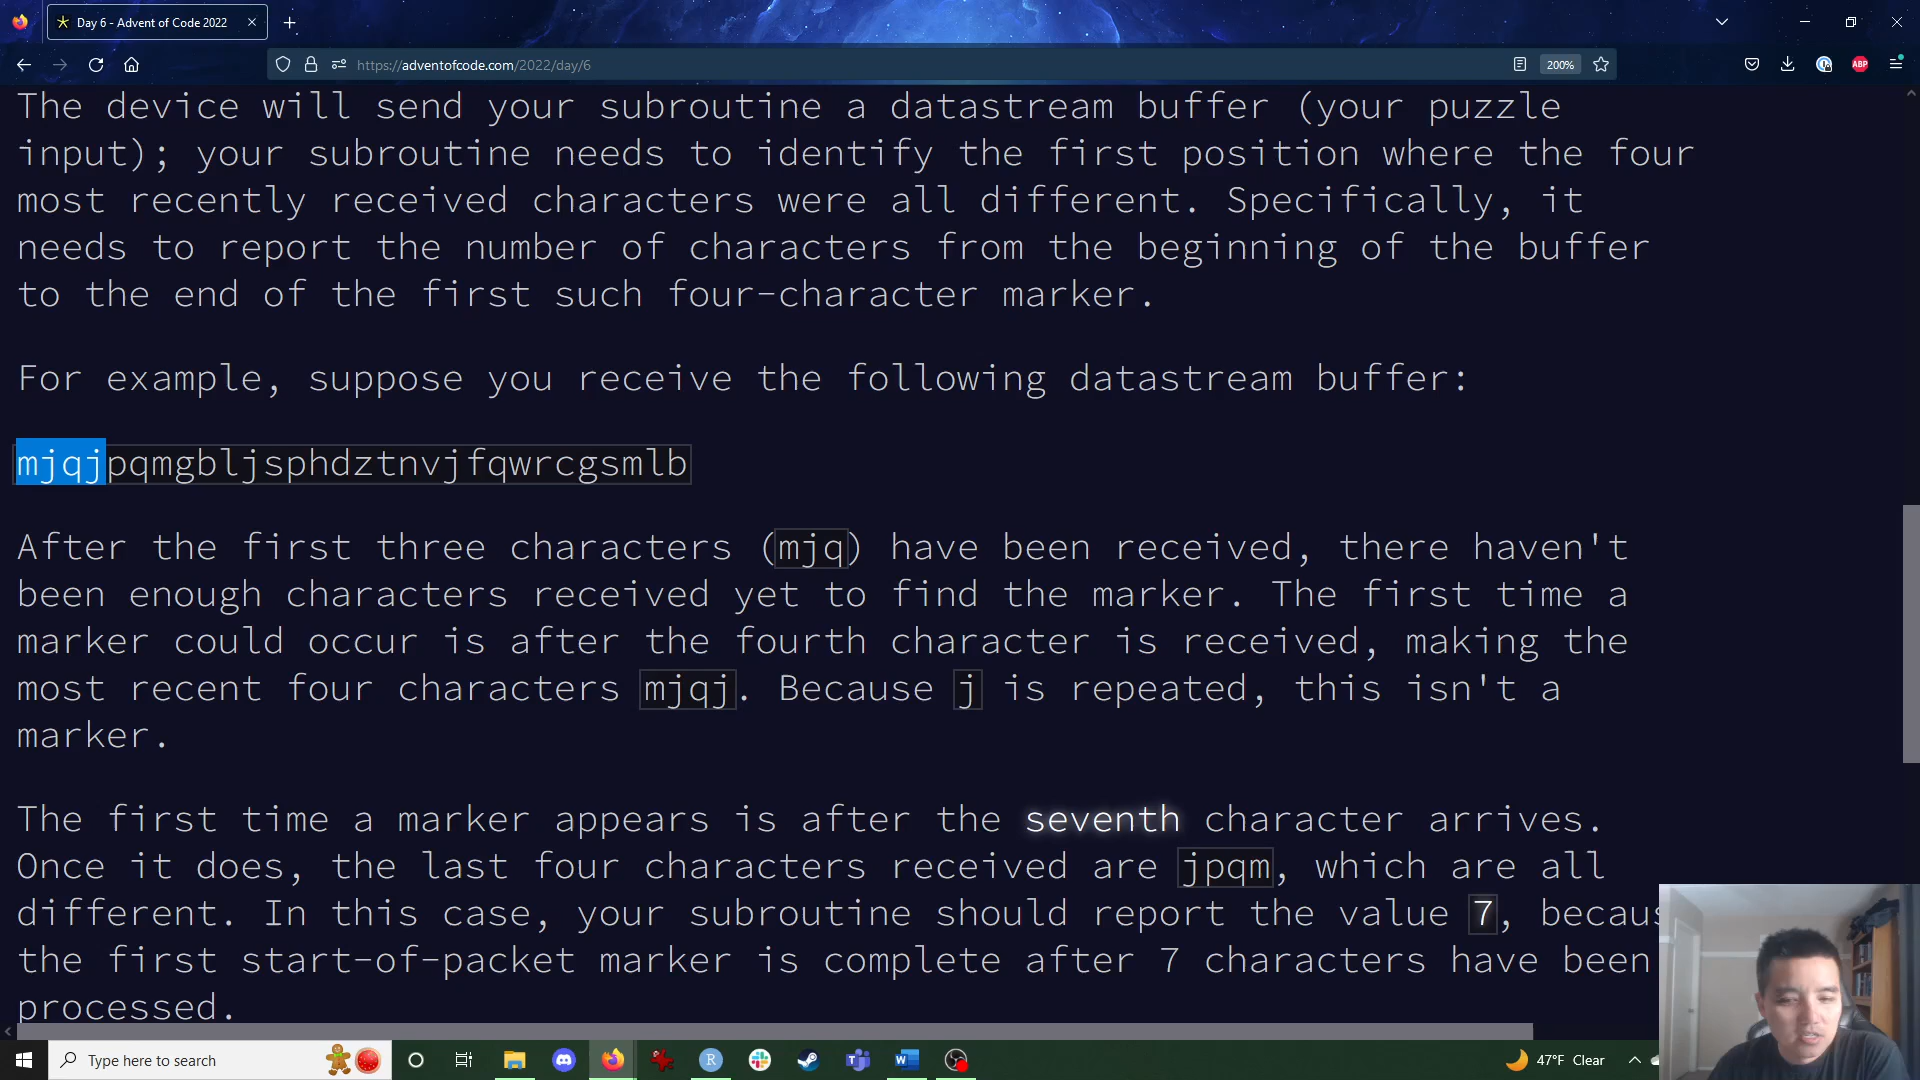 Day 6 - Advent of Code 2022
https://adventofcode.com/2022/day/6
200%
ABP
The device will send your subroutine a datastream buffer (your puzzle
input); your subroutine needs to identify the first position where the four
most recently received characters were all different. Specifically, it
needs to report the number of characters from the beginning of the buffer
to the end of the first such four-character marker.
For example, suppose you receive the following datastream buffer:
mjqjpqmgbljsphdztnvjfqwrcgsmlb
After the first three characters (mjq) have been received, there haven't
been enough characters received yet to find the marker. The first time a
marker could occur is after the fourth character is received, making the
most recent four characters mjqj. Because j is repeated, this isn't a
marker.
The first time a marker appears is after the seventh character arrives.
Once it does, the last four characters received are jpqm, which are all
different. In this case, your subroutine should report the value 7, becaus
the first start-of-packet marker is complete after 7 characters have been
processed.
Type here to search
47°F Clear